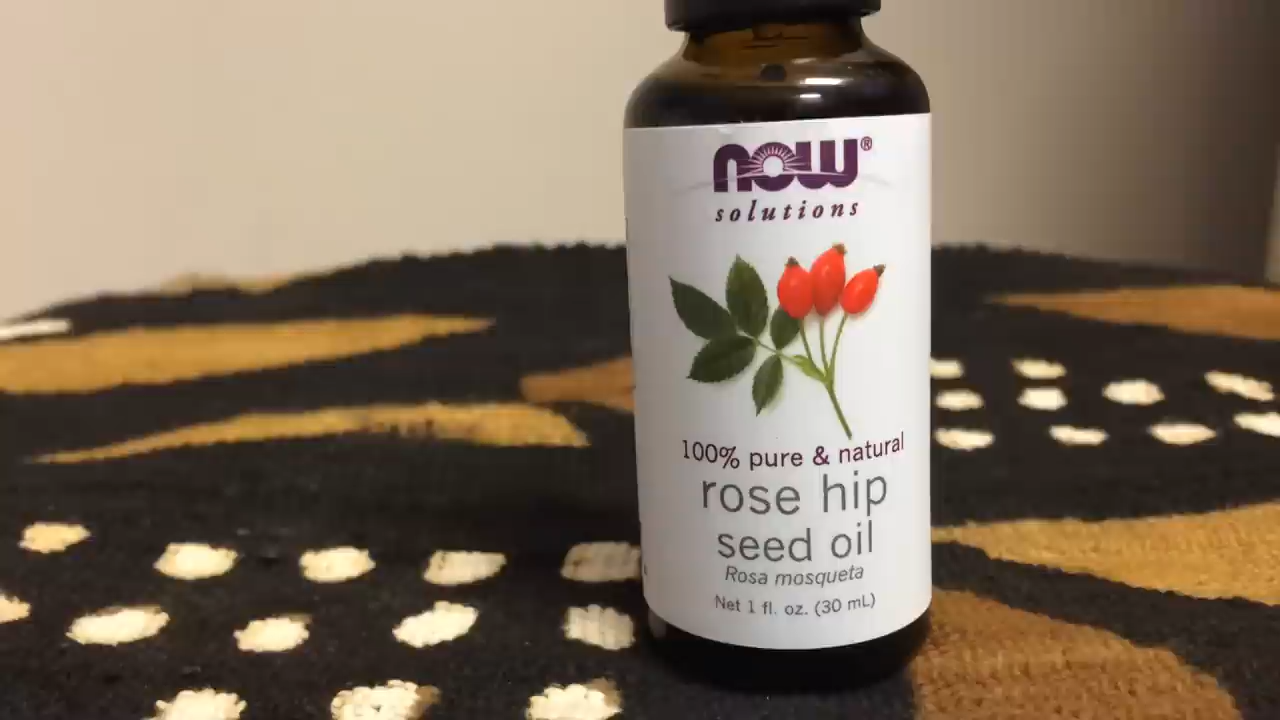 now®
solutions
100% pure & natural
rose hip
seed oil
Rosa mosqueta
Net 1 fl. oz. (30 mL)